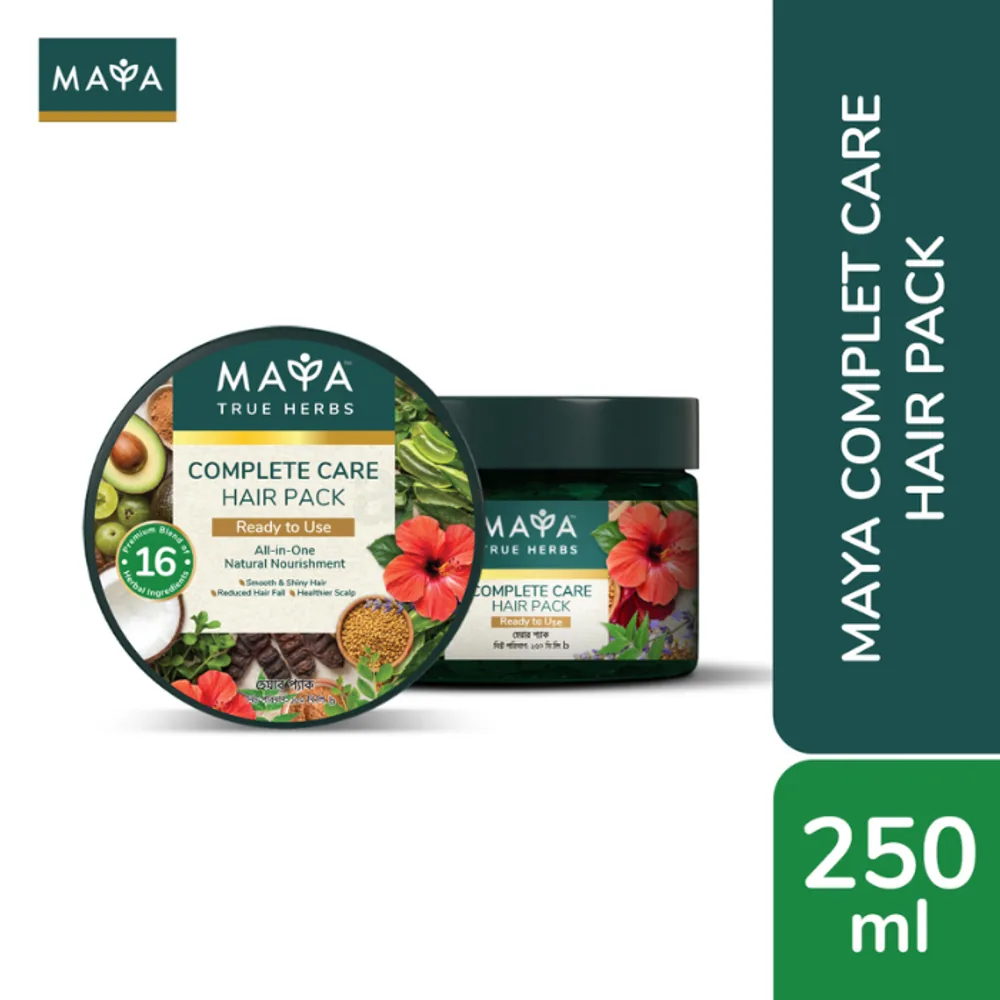 MAYA
MAYA
TRUE HERBS
COMPLETE CARE
HAIR PACK
Ready to Use
All-in-One
Natural Nourishment
Smooth & Shiny Hair
Reduced Hair Fall Healthier Scalp
Premium Blend of
16
Herbal Ingredients
হেয়ার প্যাক
MAYA
TRUE HERBS
COMPLETE CARE
HAIR PACK
Ready to Use
হেয়ার প্যাক
MAYA COMPLET CARE
HAIR PACK
250
ml